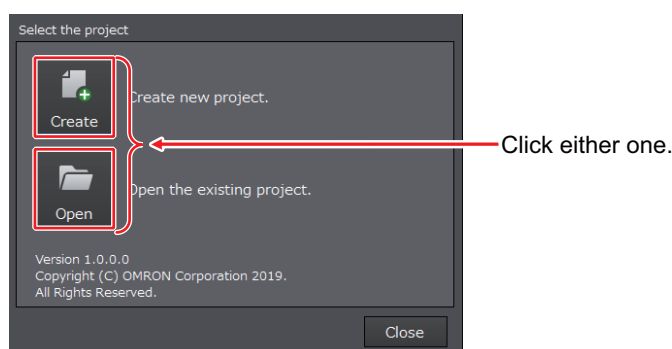 Select the project
Create new project.
Create
Click either one.
Open the existing project.
Open
Version 1.0.0.0
Copyright (C) OMRON Corporation 2019.
All Rights Reserved.
Close